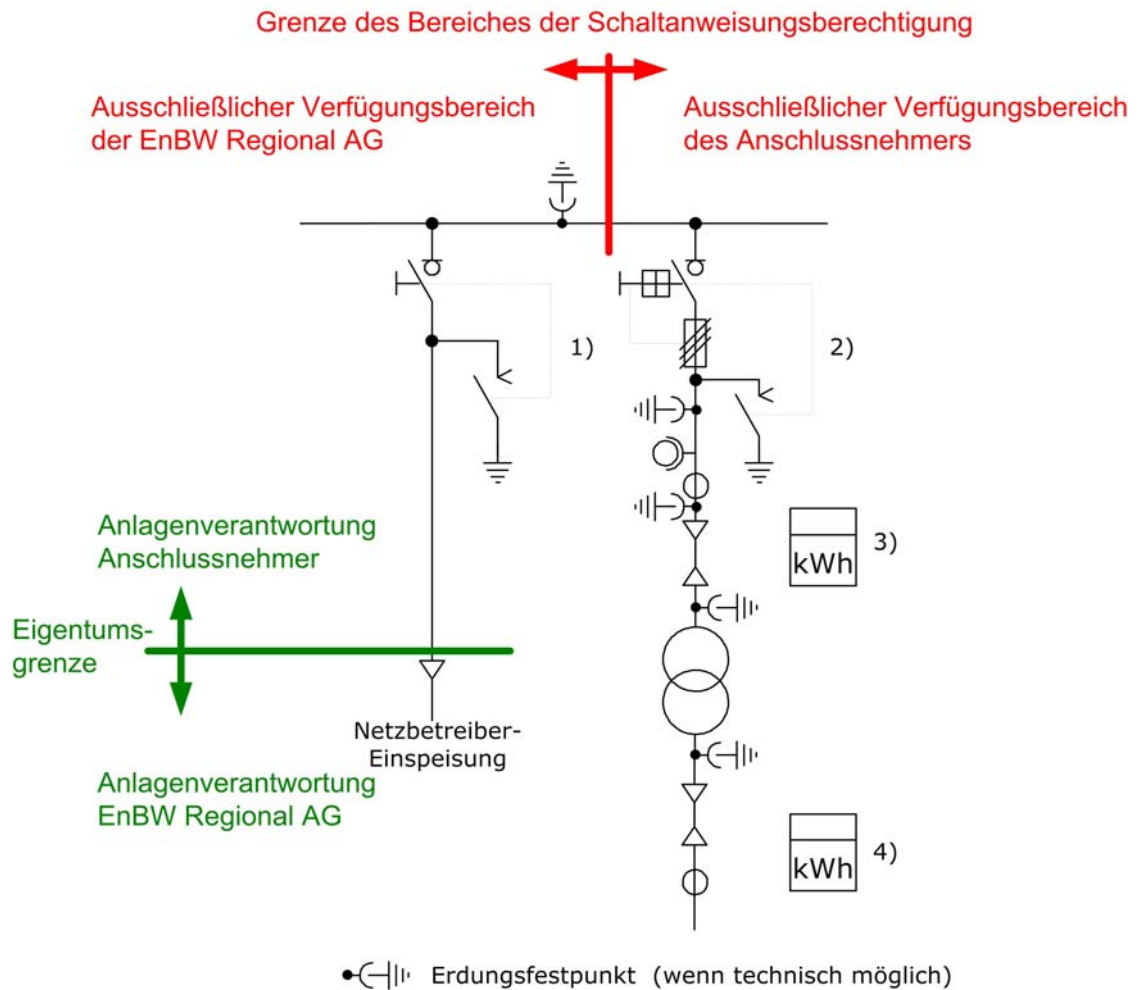 Grenze des Bereiches der Schaltanweisungsberechtigung
Ausschließlicher Verfügungsbereich
der EnBW Regional AG
Ausschließlicher Verfügungsbereich
des Anschlussnehmers
1)
2)
Anlagenverantwortung
Anschlussnehmer
kWh
3)
Eigentums-
grenze
Netzbetreiber-
Einspeisung
Anlagenverantwortung
EnBW Regional AG
kWh
4)
Erdungsfestpunkt (wenn technisch möglich)